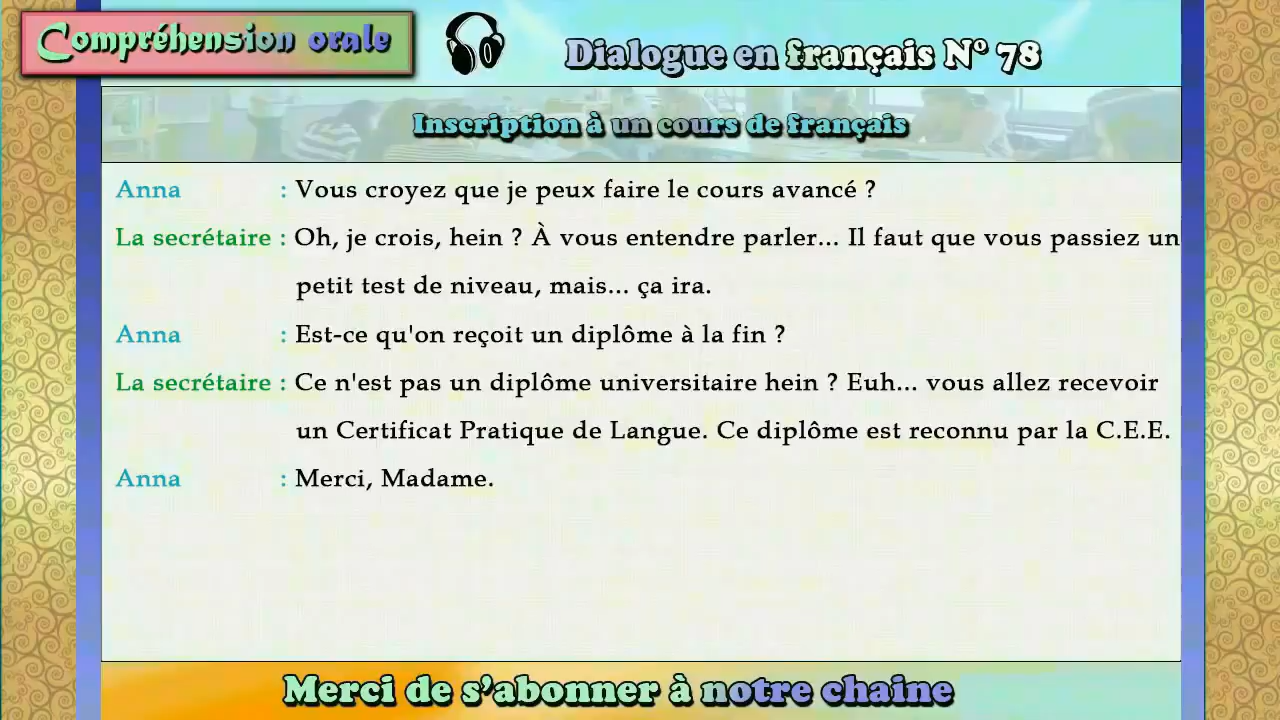 Compréhension orale
Dialogue en français N° 78
Inscription à un cours de français
Anna : Vous croyez que je peux faire le cours avancé ?
La secrétaire : Oh, je crois, hein ? À vous entendre parler... Il faut que vous passiez un
petit test de niveau, mais... ça ira.
Anna : Est-ce qu'on reçoit un diplôme à la fin ?
La secrétaire : Ce n'est pas un diplôme universitaire hein ? Euh... vous allez recevoir
un Certificat Pratique de Langue. Ce diplôme est reconnu par la C.E.E.
Anna : Merci, Madame.
Merci de s'abonner à notre chaine